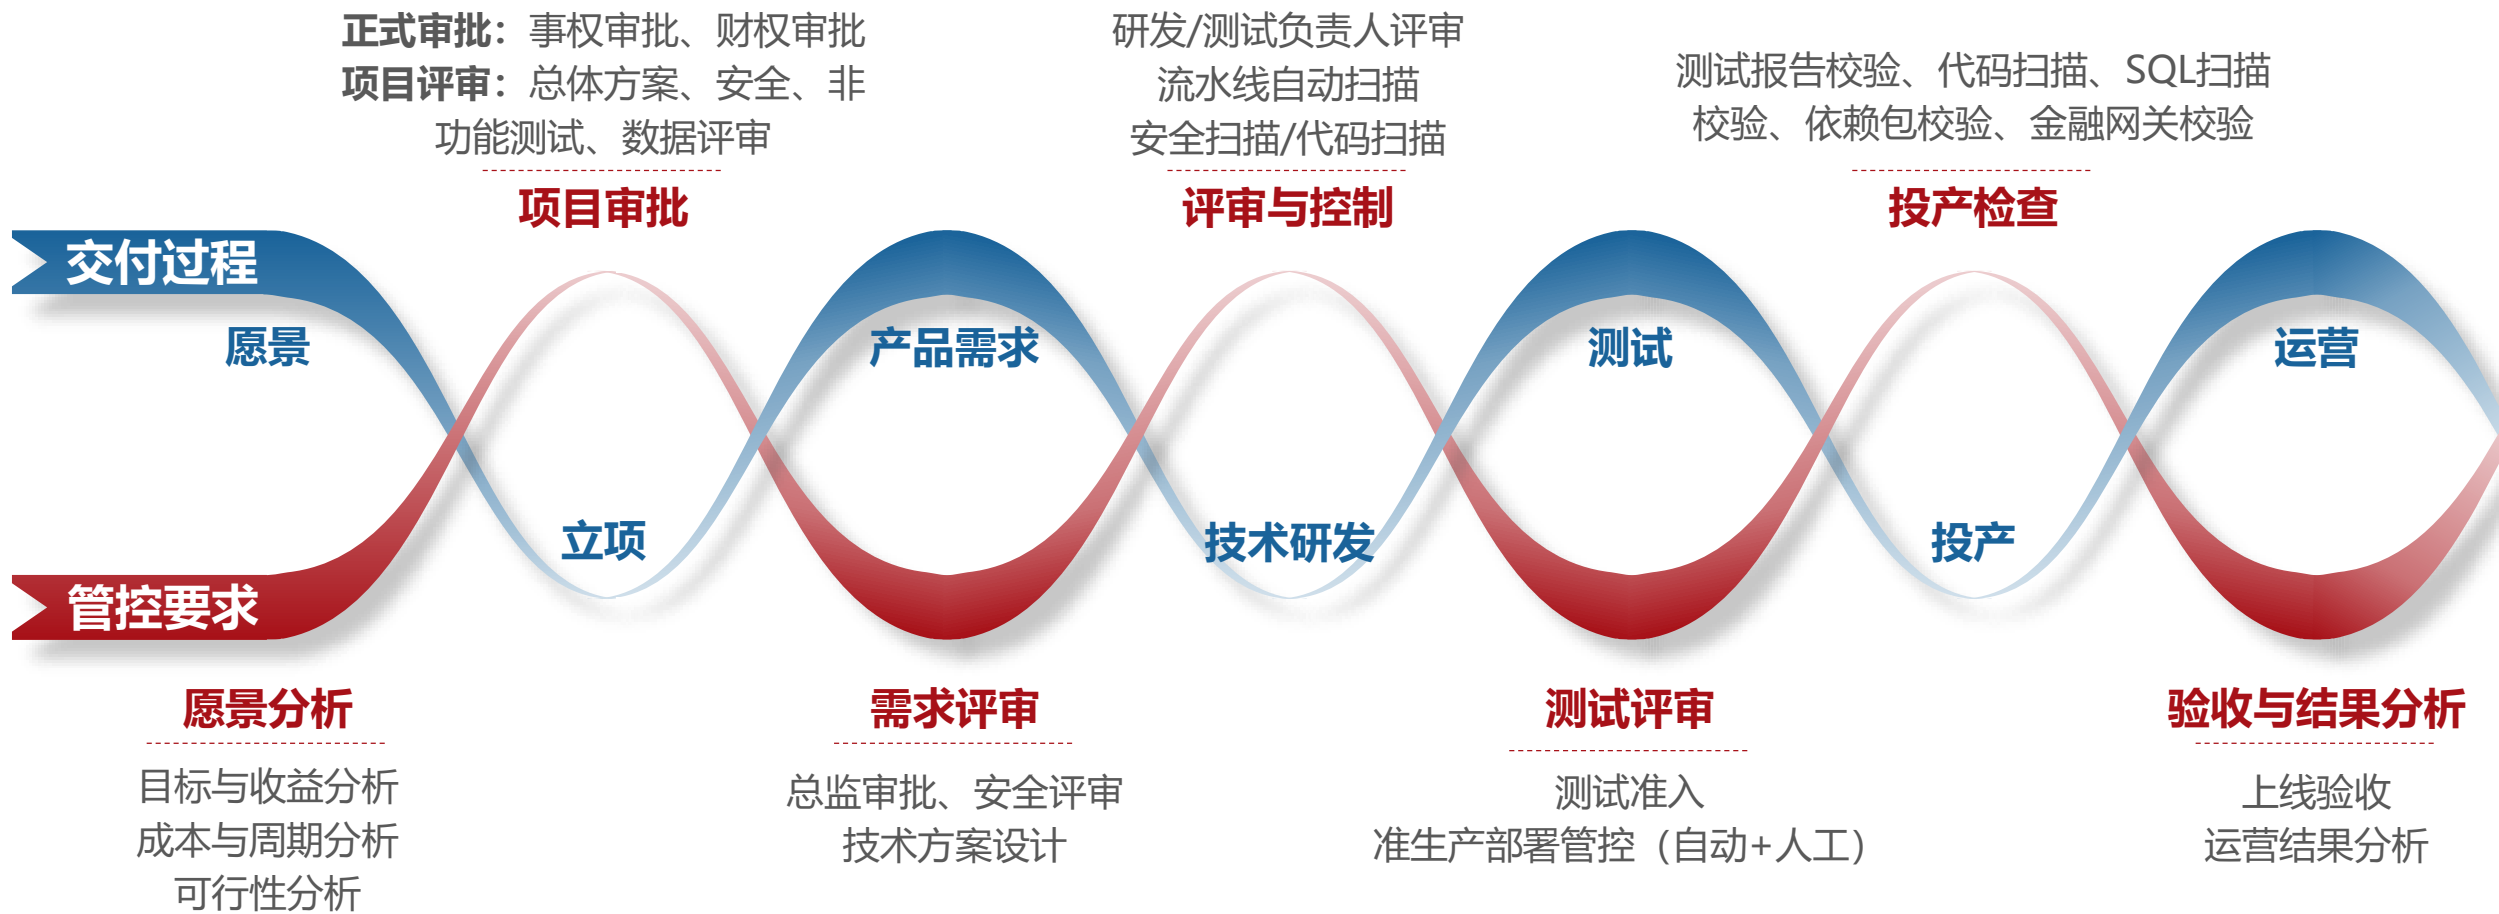 正式审批：事权审批、财权审批
项目评审：总体方案、安全、非
功能测试、数据评审
项目审批
研发/测试负责人评审
流水线自动扫描
安全扫描/代码扫描
评审与控制
测试报告校验、代码扫描、SQL扫描
校验、依赖包校验、金融网关校验
投产检查
交付过程
愿景
产品需求
测试
运营
立项
技术研发
投产
管控要求
愿景分析
目标与收益分析
成本与周期分析
可行性分析
需求评审
总监审批、安全评审
技术方案设计
测试评审
测试准入
准生产部署管控（自动+人工）
验收与结果分析
上线验收
运营结果分析